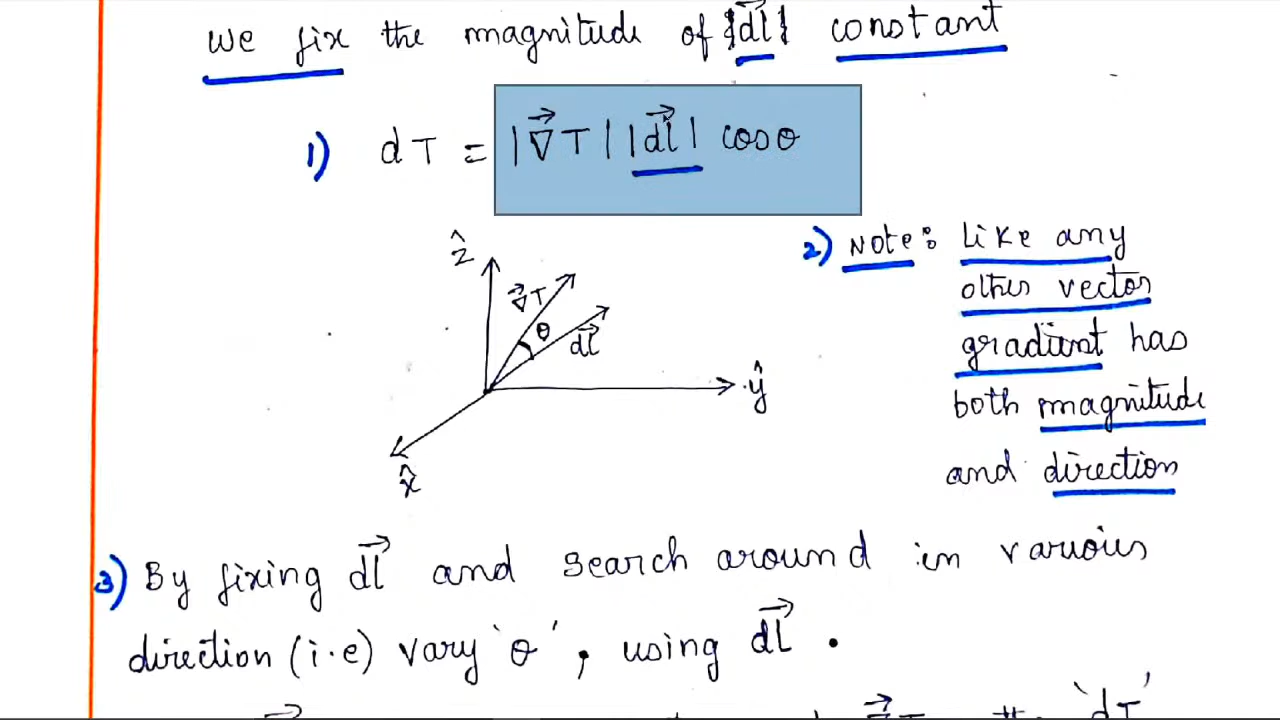 we fix the magnitude of |dl⃗| constant
1) dT = |∇⃗T| |dl⃗| cosθ
ẑ
∇⃗T
θ
dl⃗
ŷ
x̂
2) NOte: Like any
other vector
gradient has
both magnitude
and direction
3) By fixing dl⃗ and search around in various
direction (i.e) vary 'θ', using dl⃗.